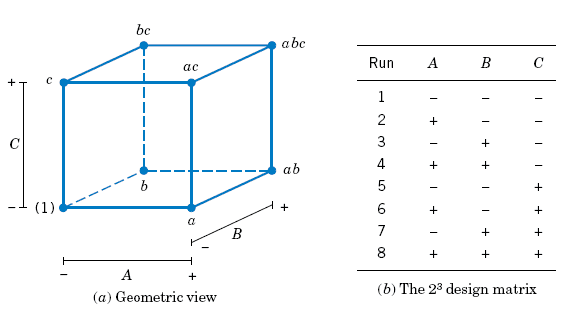 bc
abc
ac
c
+
C
b
ab
–
(1)
a
+
B
–
–
A
+
(a) Geometric view
Run A B C
1 – – –
2 + – –
3 – + –
4 + + –
5 – – +
6 + – +
7 – + +
8 + + +
(b) The 2³ design matrix